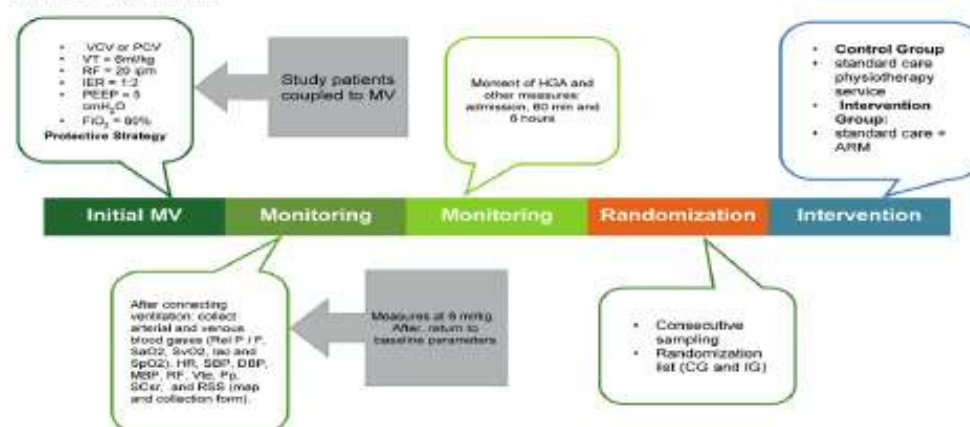 VCV or PCV
VT = 6ml/kg
RF = 20 ipm
IER = 1:2
PEEP = 5
cmH₂O
FiO₂ = 60%
Protective Strategy
Study patients
coupled to MV
Moment of HGA and
other measures:
admission, 60 min and
6 hours
Control Group
standard care
physiotherapy
service
Intervention
Group:
standard care +
ARM
Initial MV
Monitoring
Monitoring
Randomization
Intervention
After connecting
ventilation: collect
arterial and venous
blood gases (Rel P / F,
SaO2, SvO2, lac and
SpO2). HR, SBP, DBP,
MBP, RF, Vte, Pp,
and RSS (map
and collection form).
Measures at 6 ml/kg.
After, return to
baseline parameters
Consecutive
sampling
Randomization
list (CG and IG)